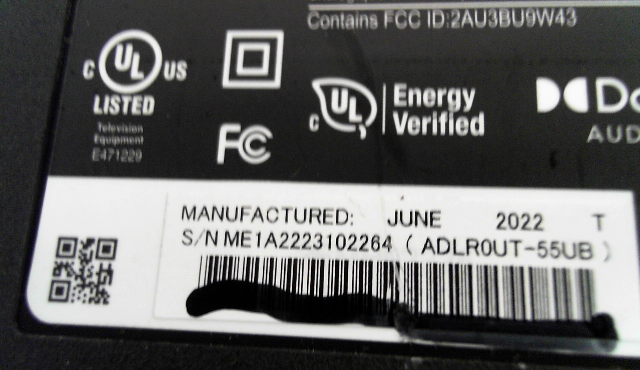 Contains FCC ID:2AU3BU9W43
C UL US
LISTED
Television
Equipment
E471229
FC
C UL
Energy
Verified
Do
AUD
MANUFACTURED: JUNE 2022 T
S/N ME1A2223102264 ( ADLR0UT-55UB )